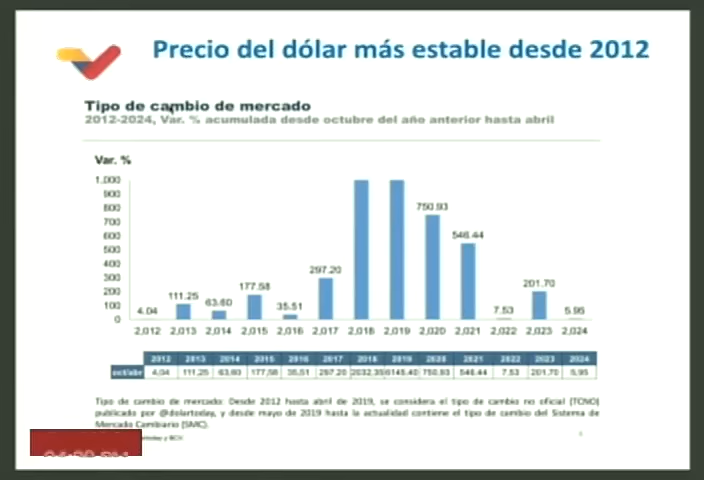 Precio del dólar más estable desde 2012
Tipo de cambio de mercado
2012-2024, Var. % acumulada desde octubre del año anterior hasta abril
Var. %
1,000
900
800
700
600
500
400
300
200
100
0
4.04 111.25 63.60 177.58 35.51 297.20 750.93 546.44 7.53 201.70 5.95
2,012 2,013 2,014 2,015 2,016 2,017 2,018 2,019 2,020 2,021 2,022 2,023 2,024
2012 2013 2014 2015 2016 2017 2018 2019 2020 2021 2022 2023 2024
oct/abr 4,04 111,25 63,60 177,58 35,51 297,20 2032,35 6145,40 750,93 546,44 7,53 201,70 5,95
Tipo de cambio de mercado: Desde 2012 hasta abril de 2019, se considera el tipo de cambio no oficial (TCNO)
publicado por @dolartoday, y desde mayo de 2019 hasta la actualidad contiene el tipo de cambio del Sistema de
Mercado Cambiario (SMC).
y BCV